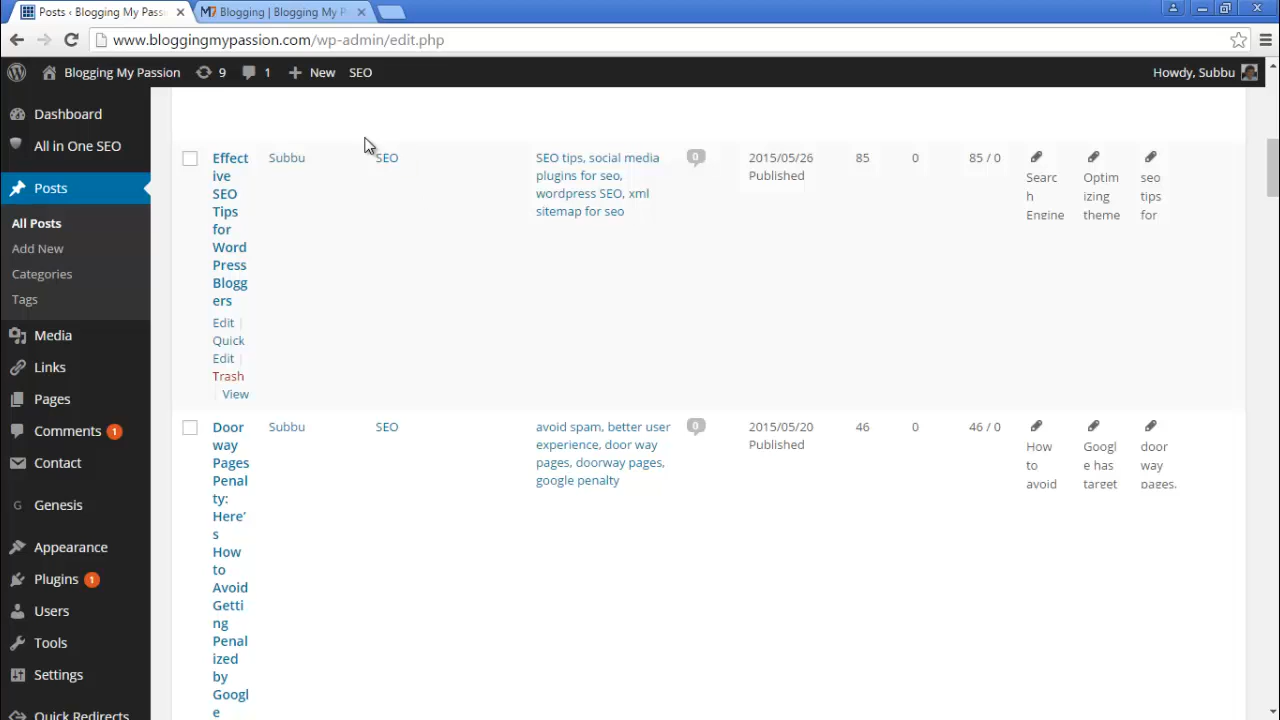 Posts ‹ Blogging My Pass
Blogging | Blogging My P
www.bloggingmypassion.com/wp-admin/edit.php
Blogging My Passion
9
1
New
SEO
Howdy, Subbu
Dashboard
All in One SEO
Posts
All Posts
Add New
Categories
Tags
Media
Links
Pages
Comments 1
Contact
G Genesis
Appearance
Plugins 1
Users
Tools
Settings
Quick Redirects
Effect
ive
SEO
Tips
for
Word
Press
Blogg
ers
Edit |
Quick
Edit |
Trash
| View
Subbu
SEO
SEO tips, social media
plugins for seo,
wordpress SEO, xml
sitemap for seo
0
2015/05/26
Published
85
0
85 / 0
Searc
h
Engine
Optim
izing
theme
seo
tips
for
Door
way
Pages
Penal
ty:
Here'
s
How
to
Avoid
Getti
ng
Penal
ized
by
Googl
e
Subbu
SEO
avoid spam, better user
experience, door way
pages, doorway pages,
google penalty
0
2015/05/20
Published
46
0
46 / 0
How
to
avoid
Googl
e has
target
door
way
pages,